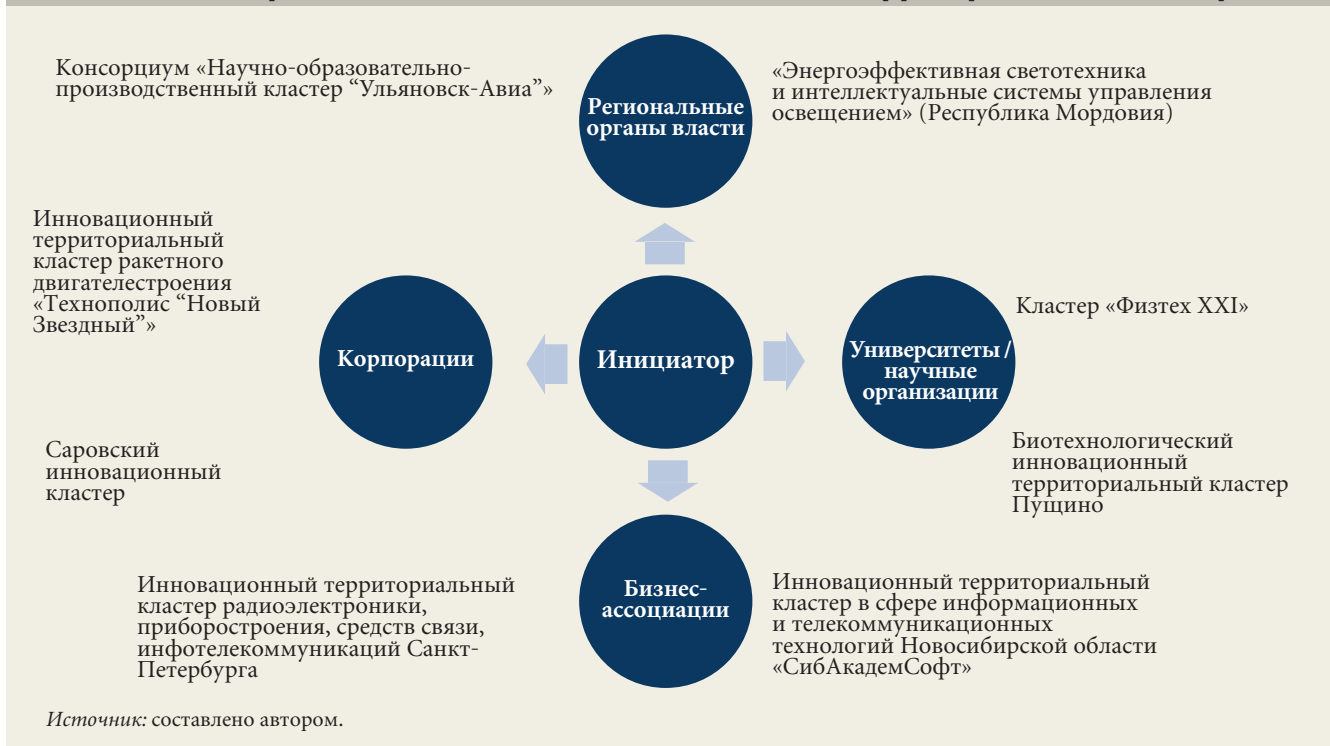 Консорциум «Научно-образовательно-
производственный кластер “Ульяновск-Авиа”»
Региональные
органы власти
«Энергоэффективная светотехника
и интеллектуальные системы управления
освещением» (Республика Мордовия)
Инновационный
территориальный
кластер ракетного
двигателестроения
«Технополис “Новый
Звездный”»
Корпорации
Инициатор
Университеты /
научные
организации
Кластер «Физтех XXI»
Саровский
инновационный
кластер
Биотехнологический
инновационный
территориальный кластер
Пущино
Инновационный территориальный
кластер радиоэлектроники,
приборостроения, средств связи,
инфотелекоммуникаций Санкт-
Петербурга
Бизнес-
ассоциации
Инновационный территориальный
кластер в сфере информационных
и телекоммуникационных
технологий Новосибирской области
«СибАкадемСофт»
Источник: составлено автором.